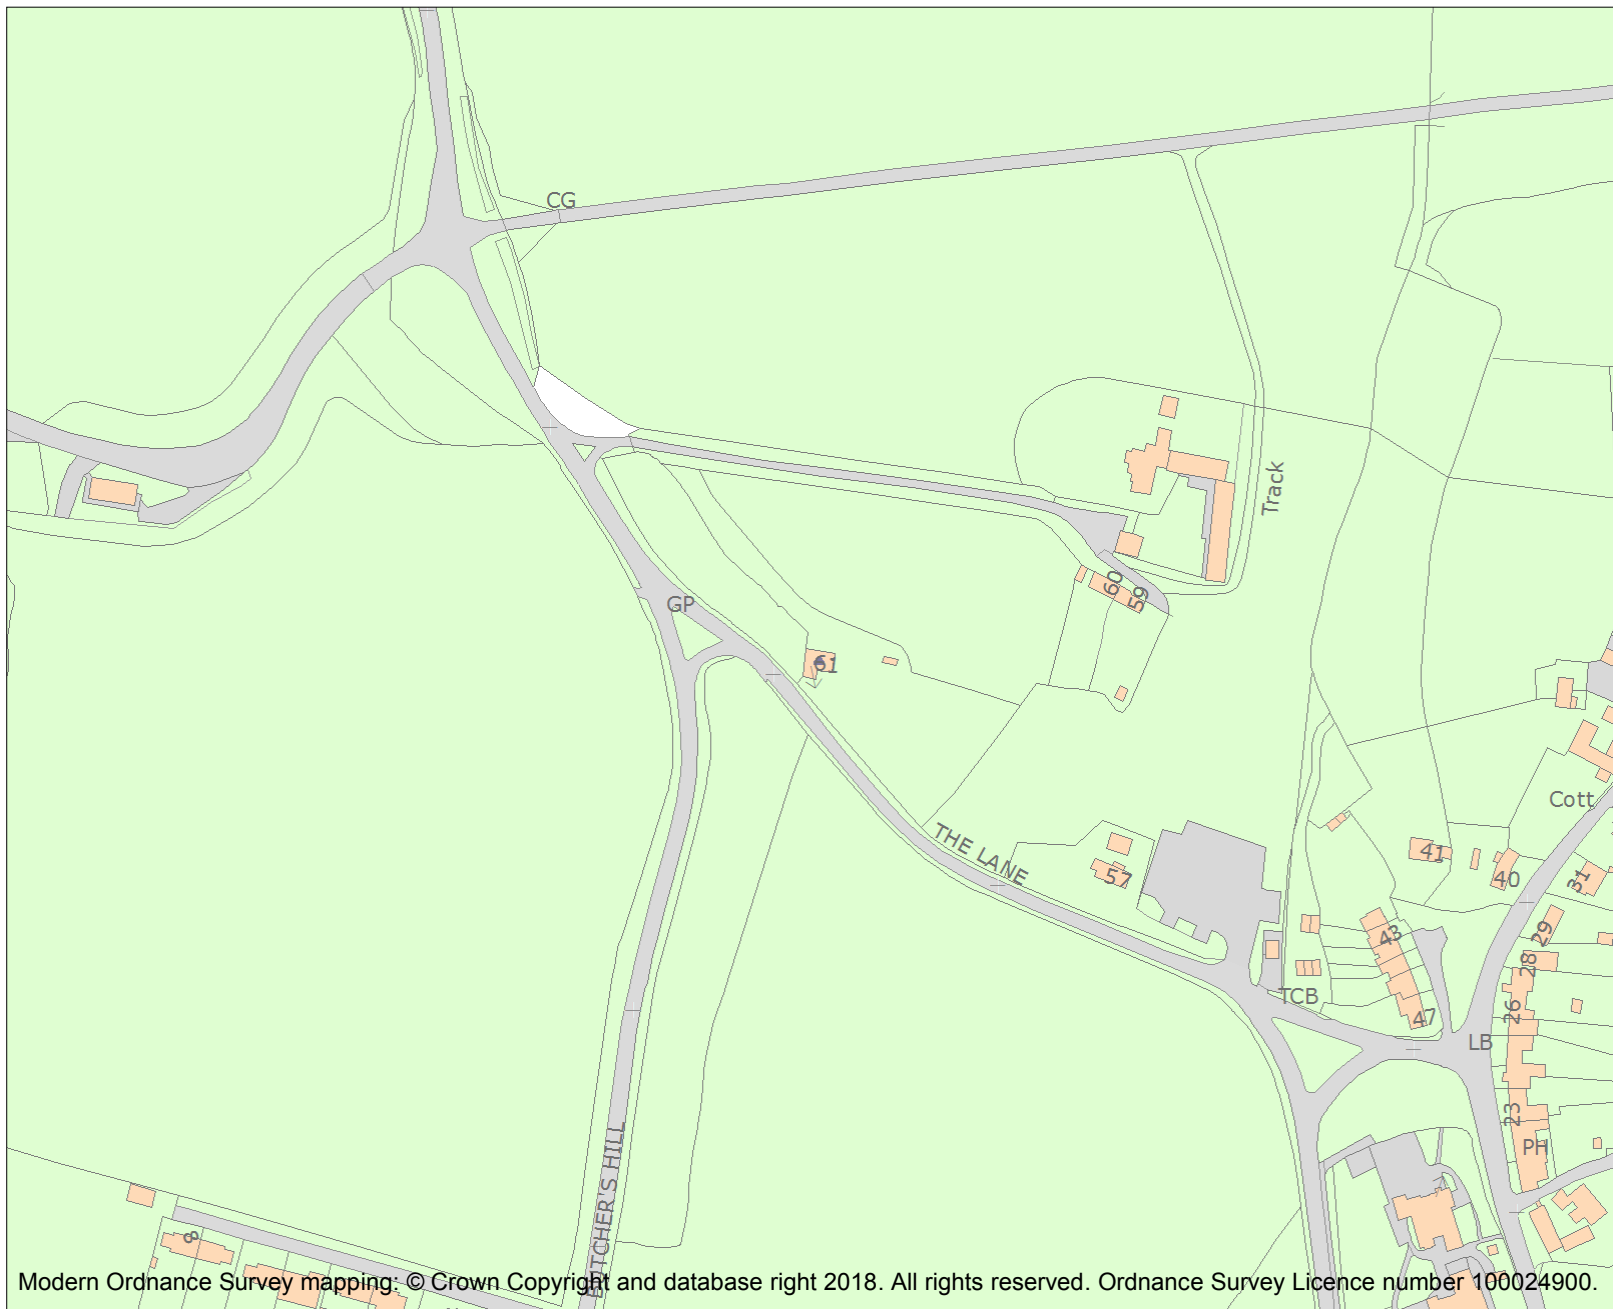 CG
Track
60
59
GP
61
Cott
THE LANE
41
57
40
31
43
29
28
TCB
26
47
LB
23
PH
BUTCHER'S HILL
8
Modern Ordnance Survey mapping: © Crown Copyright and database right 2018. All rights reserved. Ordnance Survey Licence number 100024900.